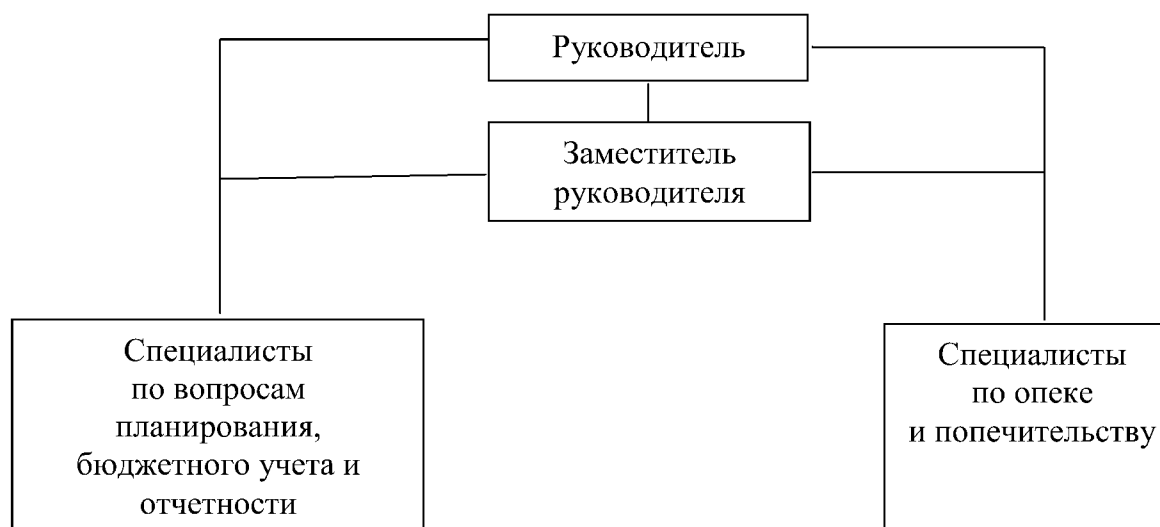 Руководитель
Заместитель
руководителя
Специалисты
по вопросам
планирования,
бюджетного учета и
отчетности
Специалисты
по опеке
и попечительству